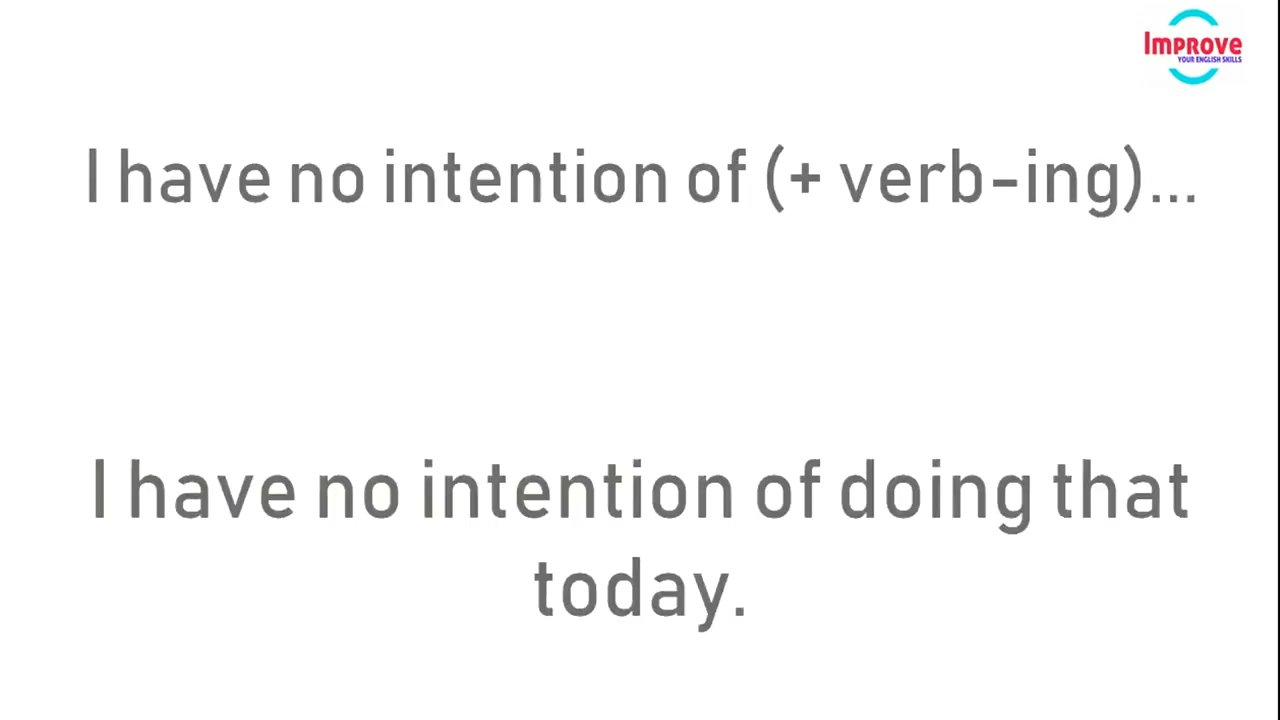 Improve
YOUR ENGLISH SKILLS
I have no intention of (+ verb-ing)...
I have no intention of doing that
today.